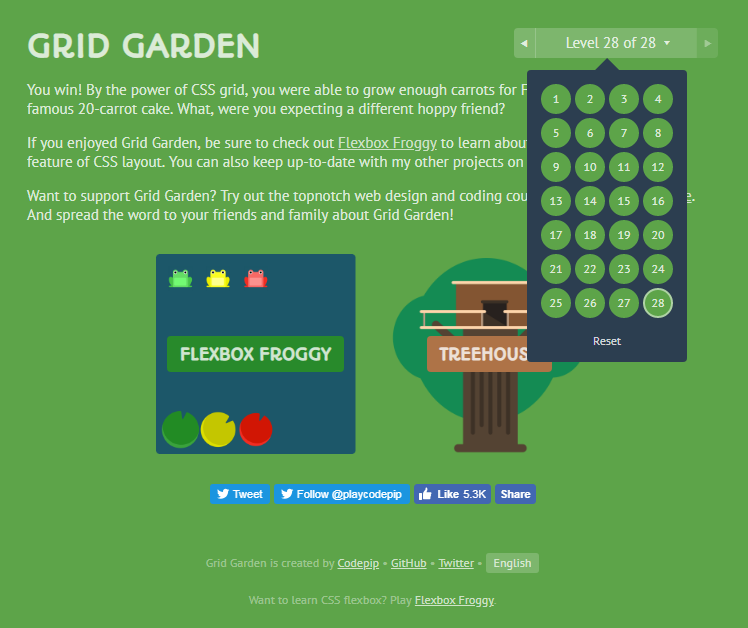 GRID GARDEN
Level 28 of 28
You win! By the power of CSS grid, you were able to grow enough carrots for F
famous 20-carrot cake. What, were you expecting a different hoppy friend?
If you enjoyed Grid Garden, be sure to check out Flexbox Froggy to learn about
feature of CSS layout. You can also keep up-to-date with my other projects on
Want to support Grid Garden? Try out the topnotch web design and coding cou e.
And spread the word to your friends and family about Grid Garden!
1 2 3 4
5 6 7 8
9 10 11 12
13 14 15 16
17 18 19 20
21 22 23 24
25 26 27 28
Reset
FLEXBOX FROGGY
TREEHOUS
Tweet
Follow @playcodepip
Like 5.3K
Share
Grid Garden is created by Codepip • GitHub • Twitter • English
Want to learn CSS flexbox? Play Flexbox Froggy.